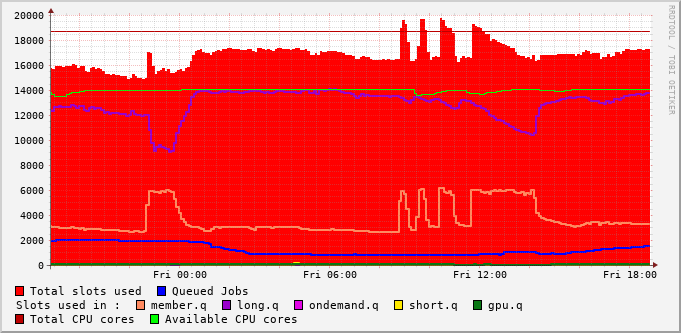 20000
18000
16000
14000
12000
10000
8000
6000
4000
2000
0
Fri 00:00 Fri 06:00 Fri 12:00 Fri 18:00
RRDTOOL / TOBI OETIKER
Total slots used Queued Jobs
Slots used in : member.q long.q ondemand.q short.q gpu.q
Total CPU cores Available CPU cores